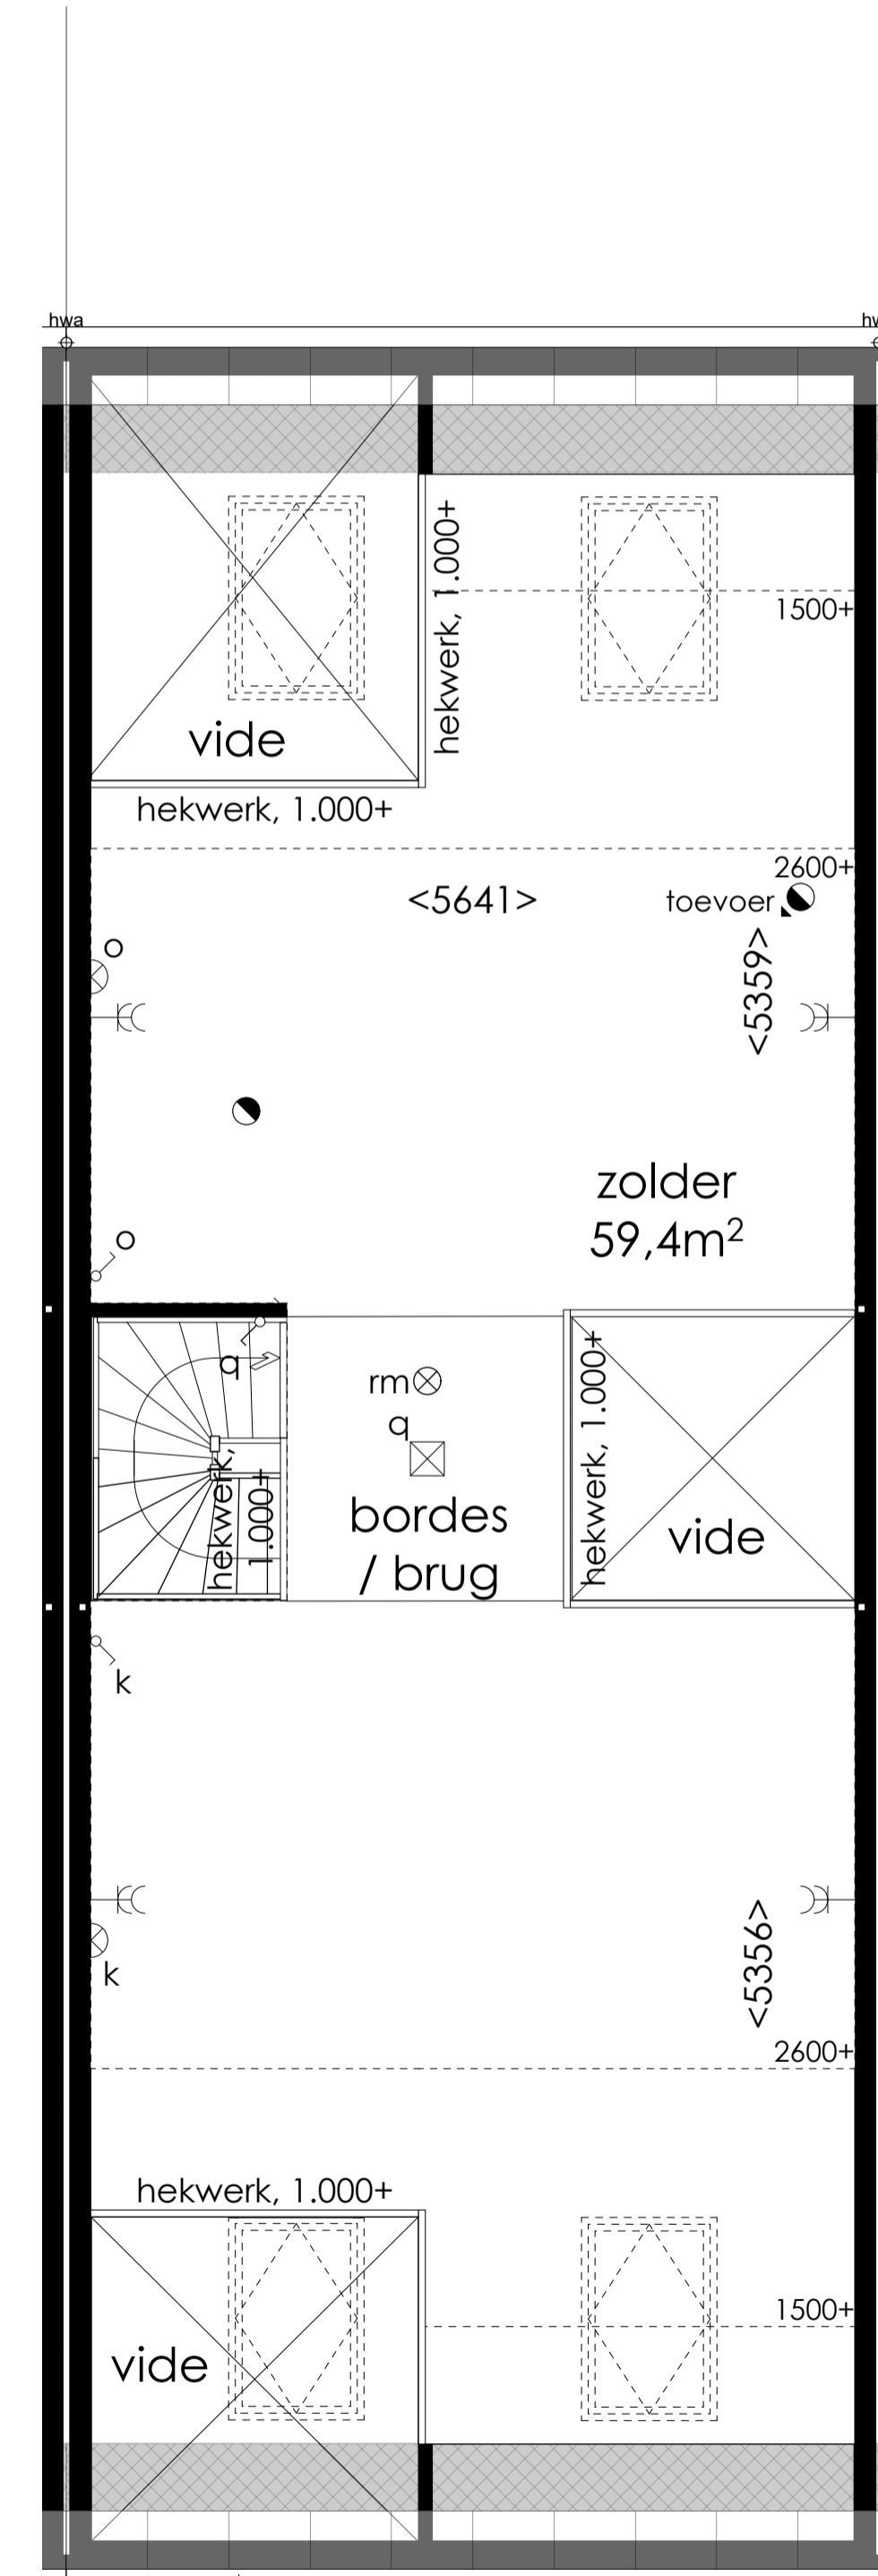 hwa
hw
hekwerk, 1.000+
1500+
vide
hekwerk, 1.000+
2600+
<5641>
toevoer
<5359>
o
zolder
59,4m²
o
q
rm
q
hekwerk, 1.000+
hekwerk,
1.000+
bordes
/ brug
vide
k
k
<5356>
2600+
hekwerk, 1.000+
1500+
vide